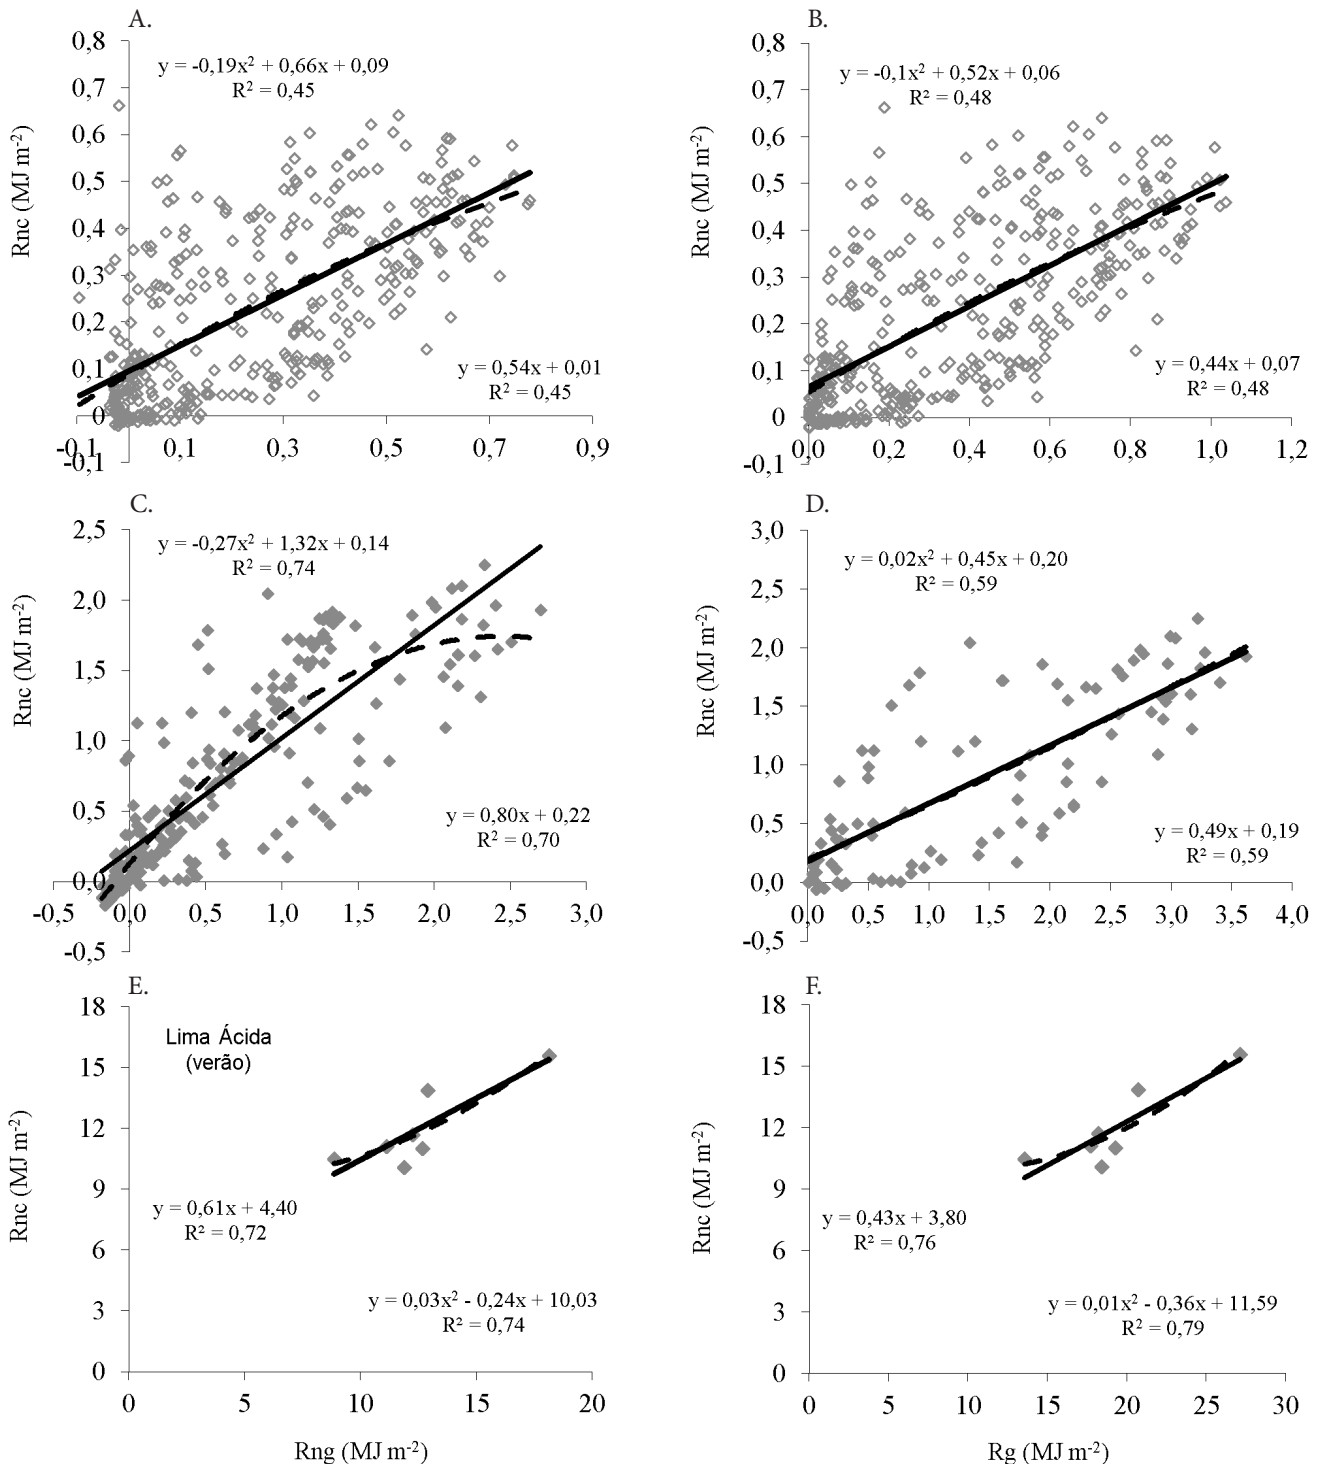 A.
0,8
0,7
0,6
0,5
0,4
0,3
0,2
0,1
0
-0,1
-0,1 0,1 0,3 0,5 0,7 0,9
Rnc (MJ m-2)
y = -0,19x2 + 0,66x + 0,09
R2 = 0,45
y = 0,54x + 0,01
R2 = 0,45
B.
0,8
0,7
0,6
0,5
0,4
0,3
0,2
0,1
0
-0,1
0,0 0,2 0,4 0,6 0,8 1,0 1,2
Rnc (MJ m-2)
y = -0,1x2 + 0,52x + 0,06
R² = 0,48
y = 0,44x + 0,07
R² = 0,48
C.
2,5
2,0
1,5
1,0
0,5
0,0
-0,5
-0,5 0,0 0,5 1,0 1,5 2,0 2,5 3,0
Rnc (MJ m-2)
y = -0,27x2 + 1,32x + 0,14
R2 = 0,74
y = 0,80x + 0,22
R2 = 0,70
D.
3,0
2,5
2,0
1,5
1,0
0,5
0,0
-0,5
0,0 0,5 1,0 1,5 2,0 2,5 3,0 3,5 4,0
Rnc (MJ m-2)
y = 0,02x2 + 0,45x + 0,20
R² = 0,59
y = 0,49x + 0,19
R² = 0,59
E.
18
15
12
9
6
3
0
0 5 10 15 20
Rnc (MJ m-2)
Lima Ácida
(verão)
y = 0,61x + 4,40
R² = 0,72
y = 0,03x2 - 0,24x + 10,03
R2 = 0,74
Rng (MJ m-2)
F.
18
15
12
9
6
3
0
0 5 10 15 20 25 30
Rnc (MJ m-2)
y = 0,43x + 3,80
R² = 0,76
y = 0,01x2 - 0,36x + 11,59
R2 = 0,79
Rg (MJ m-2)